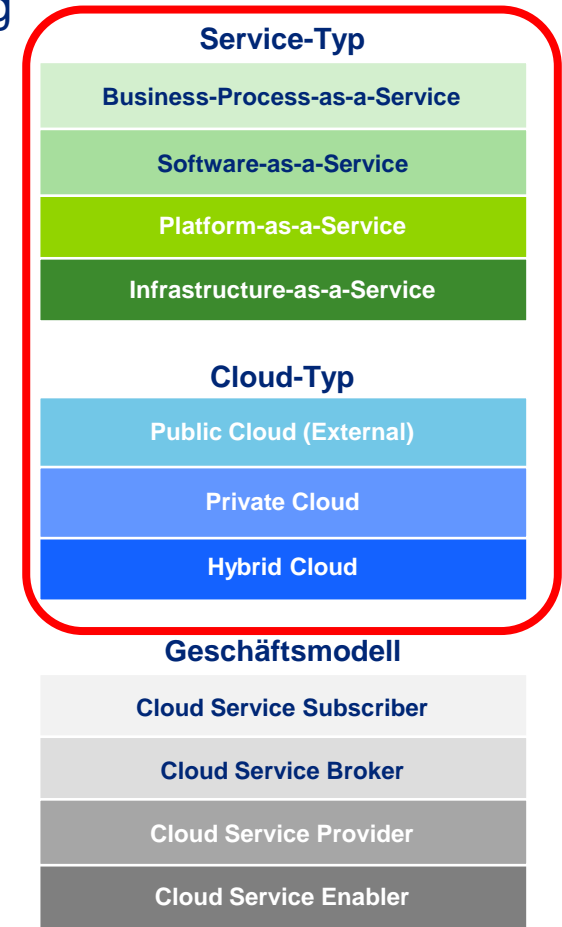 g
Service-Typ
Business-Process-as-a-Service
Software-as-a-Service
Platform-as-a-Service
Infrastructure-as-a-Service
Cloud-Typ
Public Cloud (External)
Private Cloud
Hybrid Cloud
Geschäftsmodell
Cloud Service Subscriber
Cloud Service Broker
Cloud Service Provider
Cloud Service Enabler